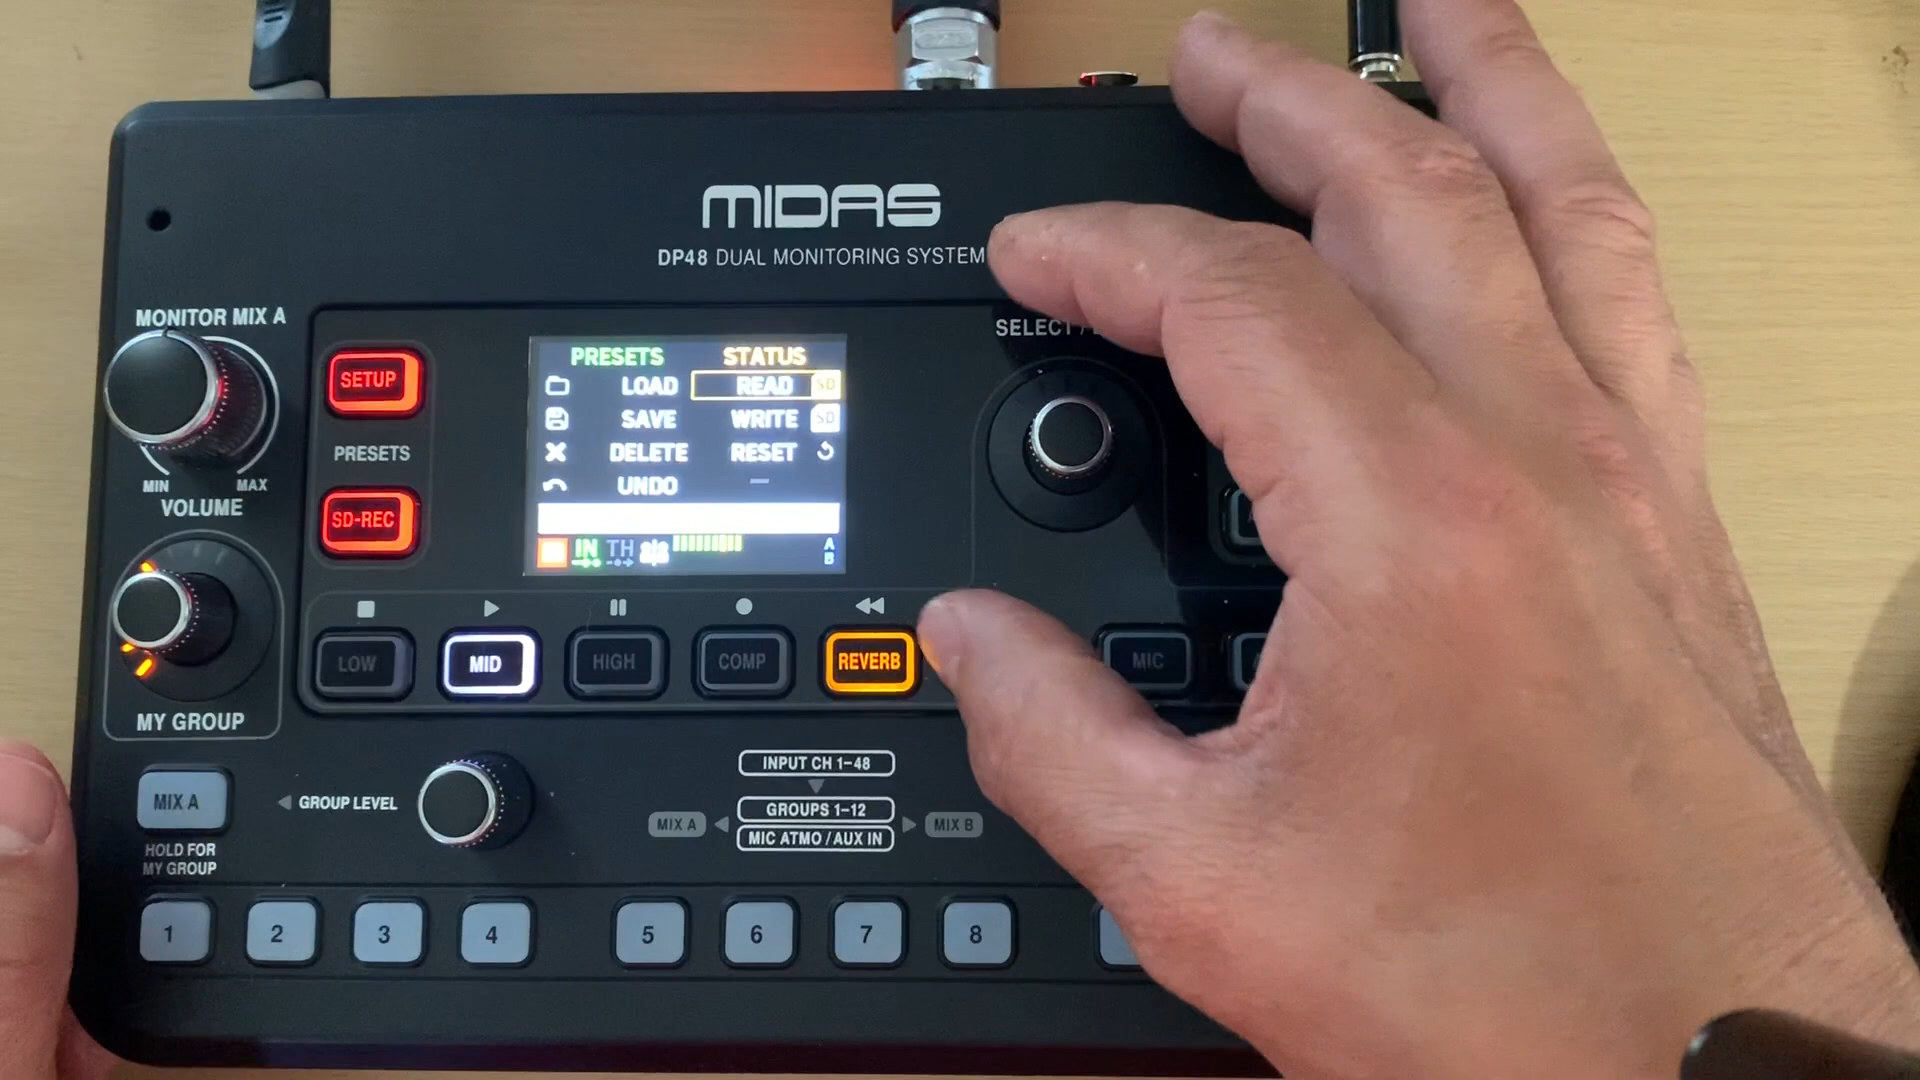 MIDAS
DP48 DUAL MONITORING SYSTEM
MONITOR MIX A
SELECT /
SETUP
PRESETS STATUS
LOAD READ SD
SAVE WRITE SD
DELETE RESET
UNDO
PRESETS
MIN MAX
VOLUME
SD-REC
IN TH A
B
LOW MID HIGH COMP REVERB MIC
MY GROUP
INPUT CH 1-48
MIX A GROUP LEVEL
GROUPS 1-12
MIX A MIX B
MIC ATMO / AUX IN
HOLD FOR
MY GROUP
1 2 3 4 5 6 7 8